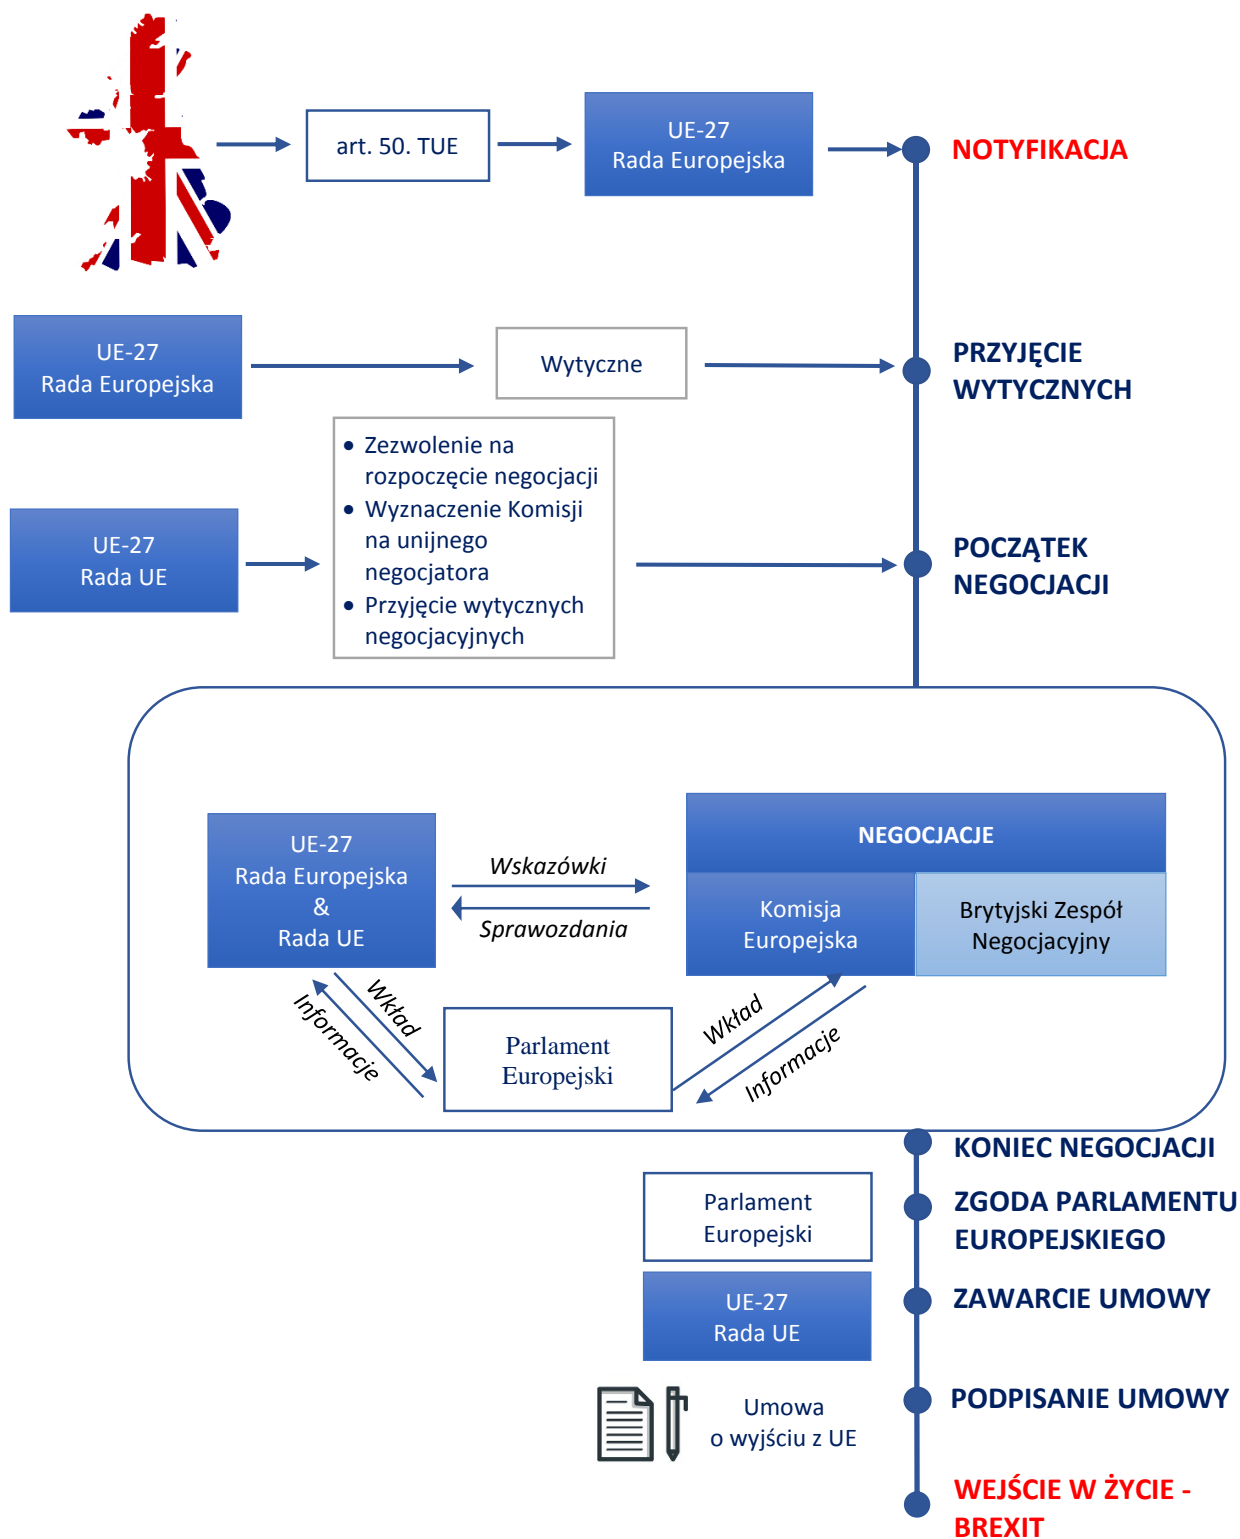 art. 50. TUE
UE-27
Rada Europejska
NOTYFIKACJA
UE-27
Rada Europejska
Wytyczne
PRZYJĘCIE
WYTYCZNYCH
• Zezwolenie na
rozpoczęcie negocjacji
• Wyznaczenie Komisji
na unijnego
negocjatora
• Przyjęcie wytycznych
negocjacyjnych
UE-27
Rada UE
POCZĄTEK
NEGOCJACJI
UE-27
Rada Europejska
&
Rada UE
Wskazówki
Sprawozdania
NEGOCJACJE
Komisja
Europejska
Brytyjski Zespół
Negocjacyjny
Wkład
Informacje
Parlament
Europejski
Wkład
Informacje
KONIEC NEGOCJACJI
Parlament
Europejski
ZGODA PARLAMENTU
EUROPEJSKIEGO
UE-27
Rada UE
ZAWARCIE UMOWY
Umowa
o wyjściu z UE
PODPISANIE UMOWY
WEJŚCIE W ŻYCIE -
BREXIT